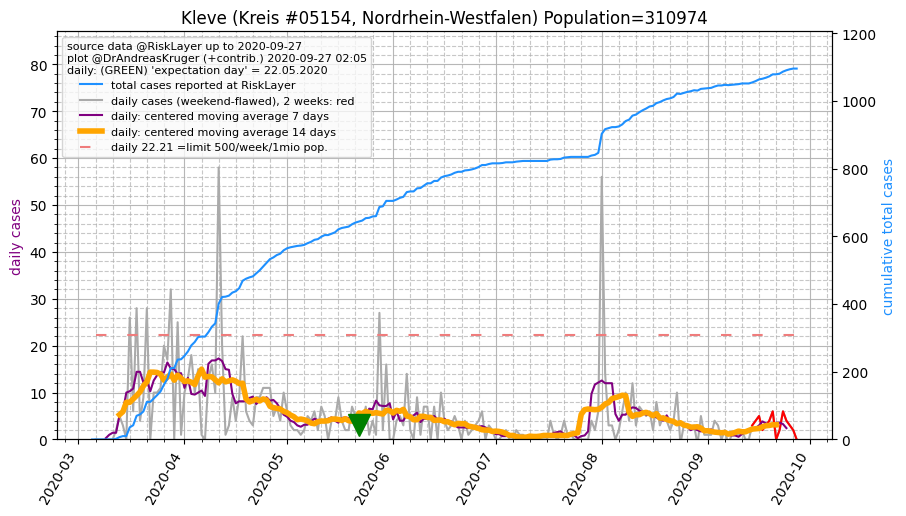 Kleve (Kreis #05154, Nordrhein-Westfalen) Population=310974
source data @RiskLayer up to 2020-09-27
plot @DrAndreasKruger (+contrib.) 2020-09-27 02:05
daily: (GREEN) 'expectation day' = 22.05.2020
total cases reported at RiskLayer
daily cases (weekend-flawed), 2 weeks: red
daily: centered moving average 7 days
daily: centered moving average 14 days
daily 22.21 =limit 500/week/1mio pop.
daily cases
80
70
60
50
40
30
20
10
0
cumulative total cases
1200
1000
800
600
400
200
0
2020-03
2020-04
2020-05
2020-06
2020-07
2020-08
2020-09
2020-10